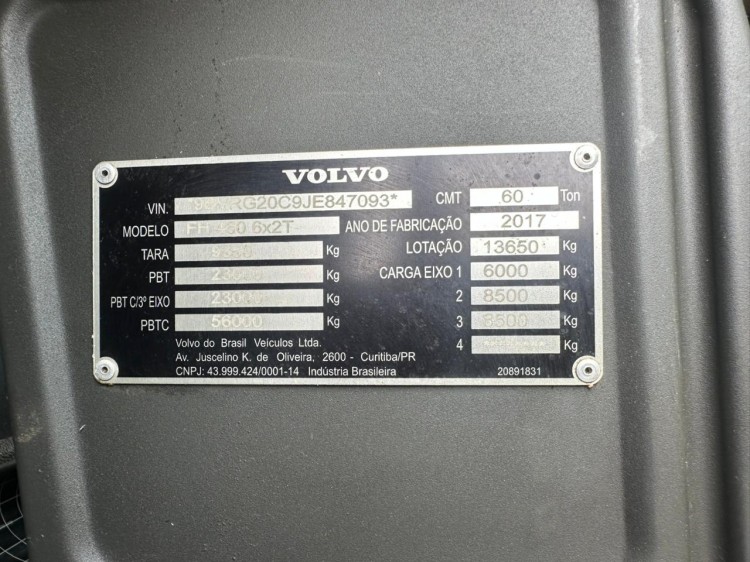 VOLVO
VIN. RG20C9JE847093* CMT 60 Ton
MODELO 6x2T ANO DE FABRICAÇÃO 2017
TARA Kg LOTAÇÃO 13650 Kg
PBT Kg CARGA EIXO 1 6000 Kg
PBT C/3º EIXO Kg 2 8500 Kg
PBTC 56000 Kg 3 Kg
4 Kg
Volvo do Brasil Veículos Ltda.
Av. Juscelino K. de Oliveira, 2600 - Curitiba/PR
CNPJ: 43.999.424/0001-14 Indústria Brasileira 20891831